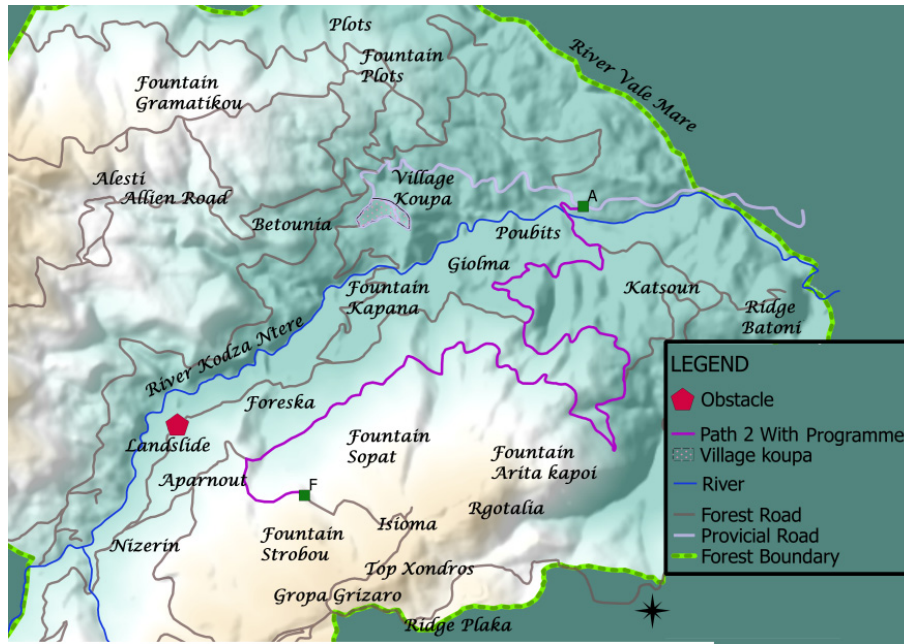 Plots
Fountain
Plots
River Vale Mare
Fountain
Gramatikou
Alesti
Allien Road
Village
Koupa
A
Betounia
Poubits
Giolma
Fountain
Kapana
Katsoun
Ridge
Batoni
River Kodza Ntere
Foreska
Landslide
Fountain
Sopat
Fountain
Arita kapoi
Aparnout
F
Rgotalia
Isioma
Nizerin
Fountain
Strobou
Top Xondros
Gropa Grizaro
Ridge Plaka
LEGEND
Obstacle
Path 2 With Programme
Village koupa
River
Forest Road
Provicial Road
Forest Boundary